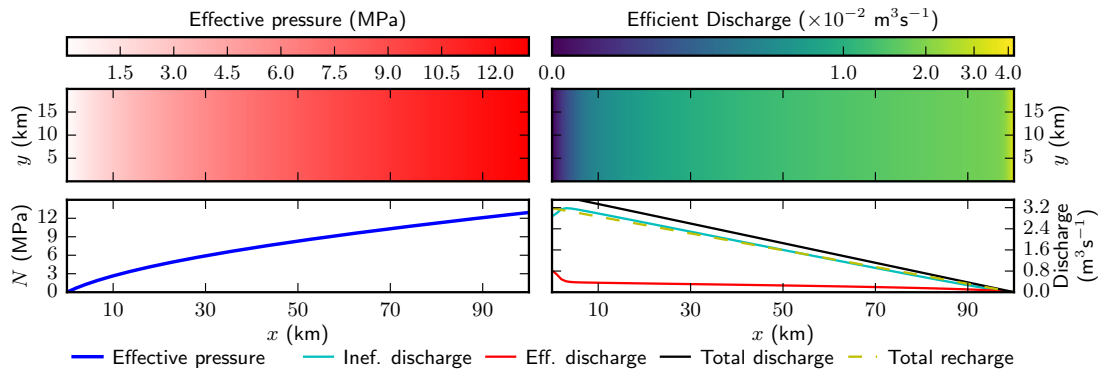 Effective pressure (MPa)
Efficient Discharge (×10⁻² m³s⁻¹)
1.5 3.0 4.5 6.0 7.5 9.0 10.5 12.0
0.0 1.0 2.0 3.0 4.0
y (km)
20
15
10
5
20
15
10
5
y (km)
N (MPa)
12
9
6
3
0
3.2
2.4
1.6
0.8
0.0
Discharge
(m³s⁻¹)
10 30 50 70 90
10 30 50 70 90
x (km)
x (km)
Effective pressure Inef. discharge Eff. discharge Total discharge Total recharge